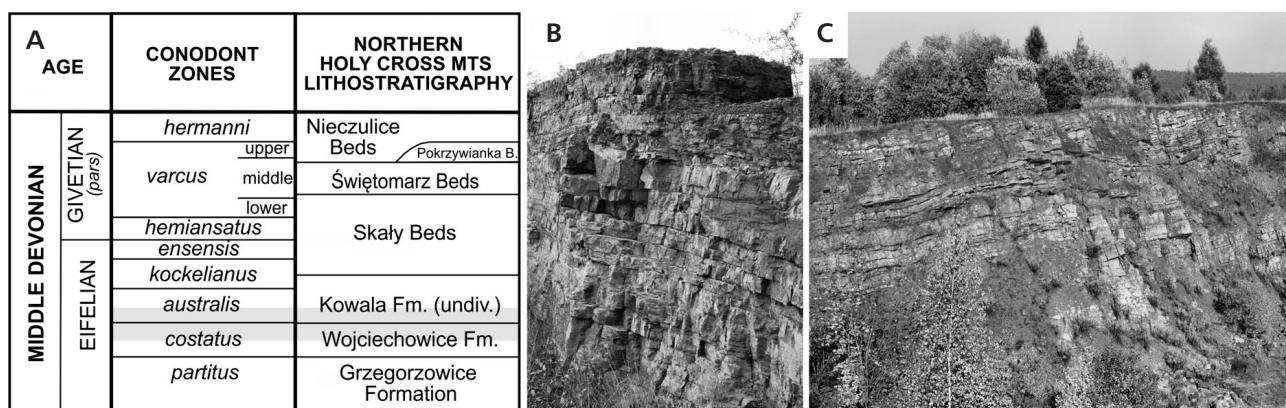 A
AGE
CONODONT
ZONES
NORTHERN
HOLY CROSS MTS
LITHOSTRATIGRAPHY
MIDDLE DEVONIAN
GIVETIAN
(pars)
EIFELIAN
hermanni
varcus
upper
middle
lower
hemiansatus
ensensis
kockelianus
australis
costatus
partitus
Nieczulice
Beds
Pokrzywianka B.
Świętomarz Beds
Skały Beds
Kowala Fm. (undiv.)
Wojciechowice Fm.
Grzegorzowice
Formation
B
C